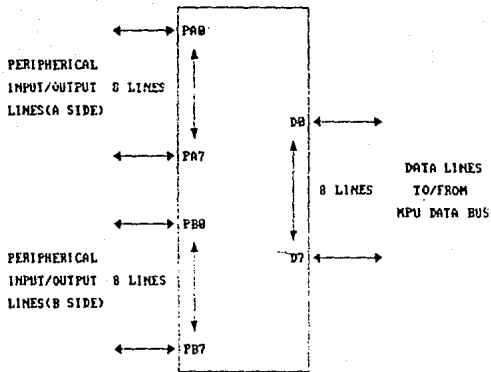 PA0
PERIPHERICAL
INPUT/OUTPUT 8 LINES
LINES(A SIDE)
PA7
D0
8 LINES
DATA LINES
TO/FROM
MPU DATA BUS
D7
PB0
PERIPHERICAL
INPUT/OUTPUT 8 LINES
LINES(B SIDE)
PB7